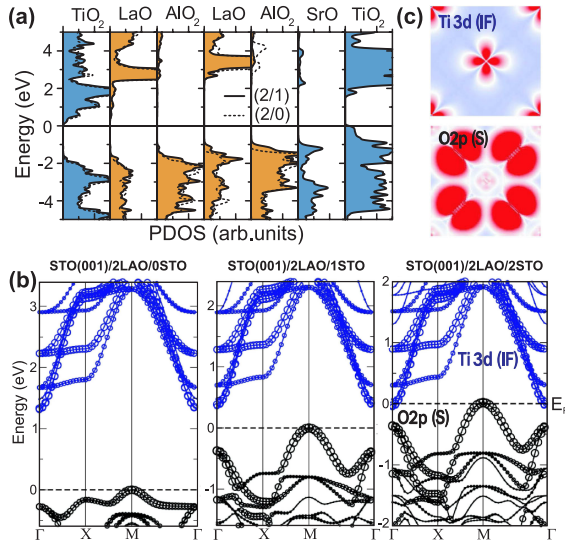 (a)
TiO2 LaO AlO2 LaO AlO2 SrO TiO2
Energy (eV)
4
2
0
-2
-4
(2/1)
(2/0)
PDOS (arb.units)
(c)
Ti 3d (IF)
O2p (S)
(b)
STO(001)/2LAO/0STO STO(001)/2LAO/1STO STO(001)/2LAO/2STO
Energy (eV)
3
2
1
0
Γ X M Γ
2
1
0
-1
Γ X M Γ
2
1
0
-1
-2
Ti 3d (IF)
O2p (S)
Γ X M Γ